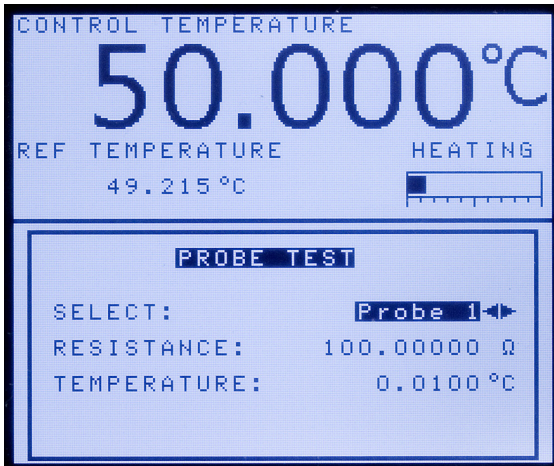 CONTROL TEMPERATURE
50.000°C
REF TEMPERATURE HEATING
49.215°C
PROBE TEST
SELECT: Probe 1
RESISTANCE: 100.00000 Ω
TEMPERATURE: 0.0100°C